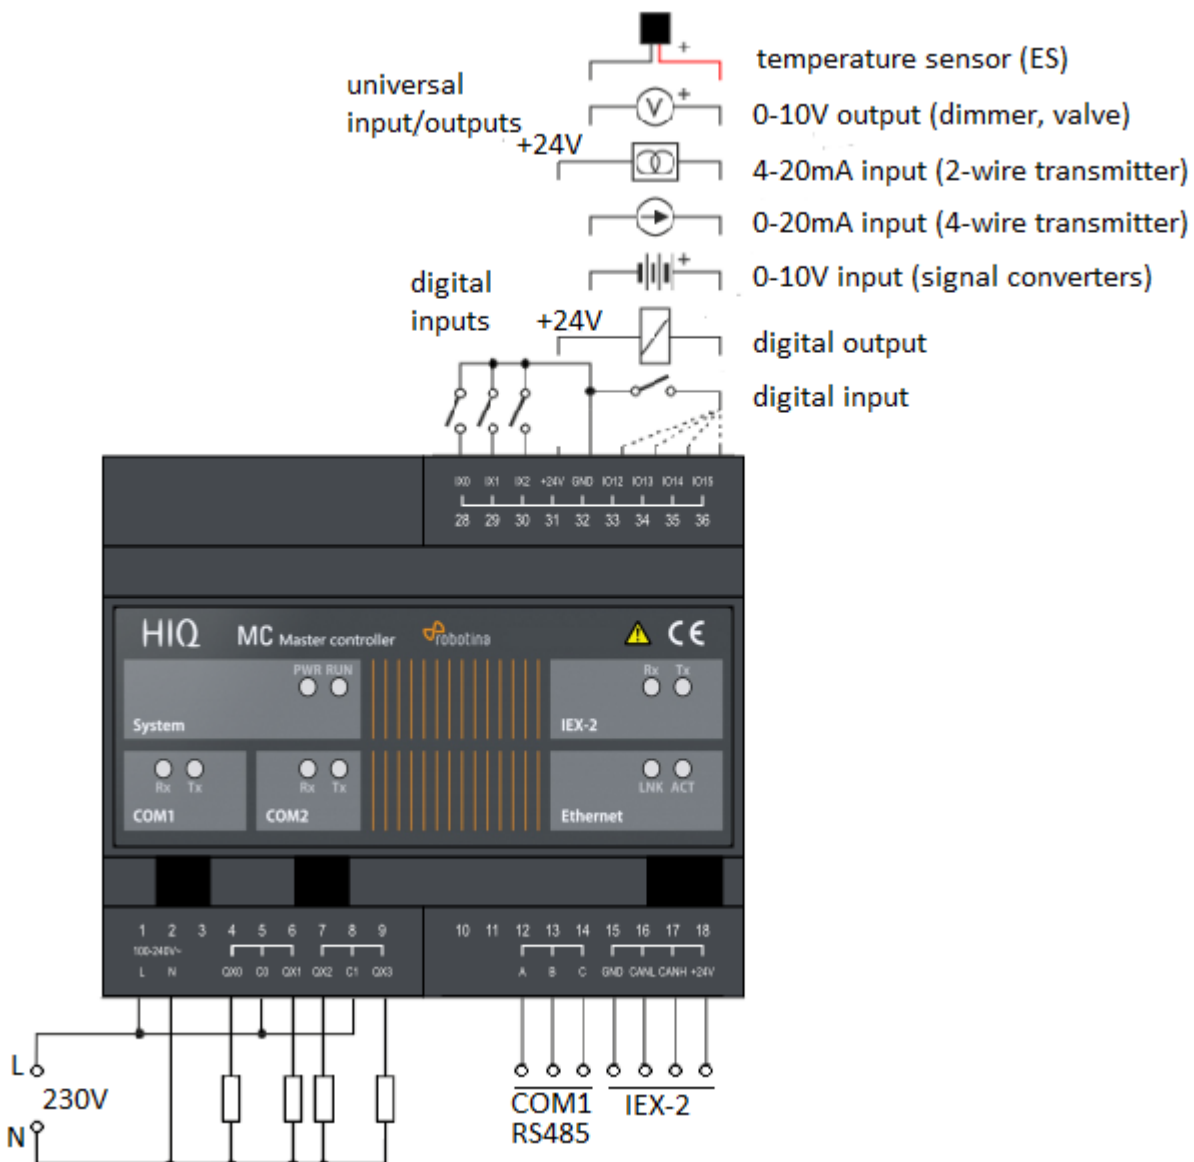 temperature sensor (ES)
universal
input/outputs
0-10V output (dimmer, valve)
+24V
4-20mA input (2-wire transmitter)
0-20mA input (4-wire transmitter)
0-10V input (signal converters)
digital
inputs
+24V
digital output
digital input
IX0 IX1 IX2 +24V GND IO12 IO13 IO14 IO15
28 29 30 31 32 33 34 35 36
HIQ MC Master controller robotina CE
PWR RUN
System
Rx Tx
IEX-2
Rx Tx
COM1
Rx Tx
COM2
LNK ACT
Ethernet
1 2 3 4 5 6 7 8 9
100-240V~
L N QX0 C0 QX1 QX2 C1 QX3
10 11 12 13 14 15 16 17 18
A B C GND CANL CANH +24V
L
230V
N
COM1
RS485
IEX-2